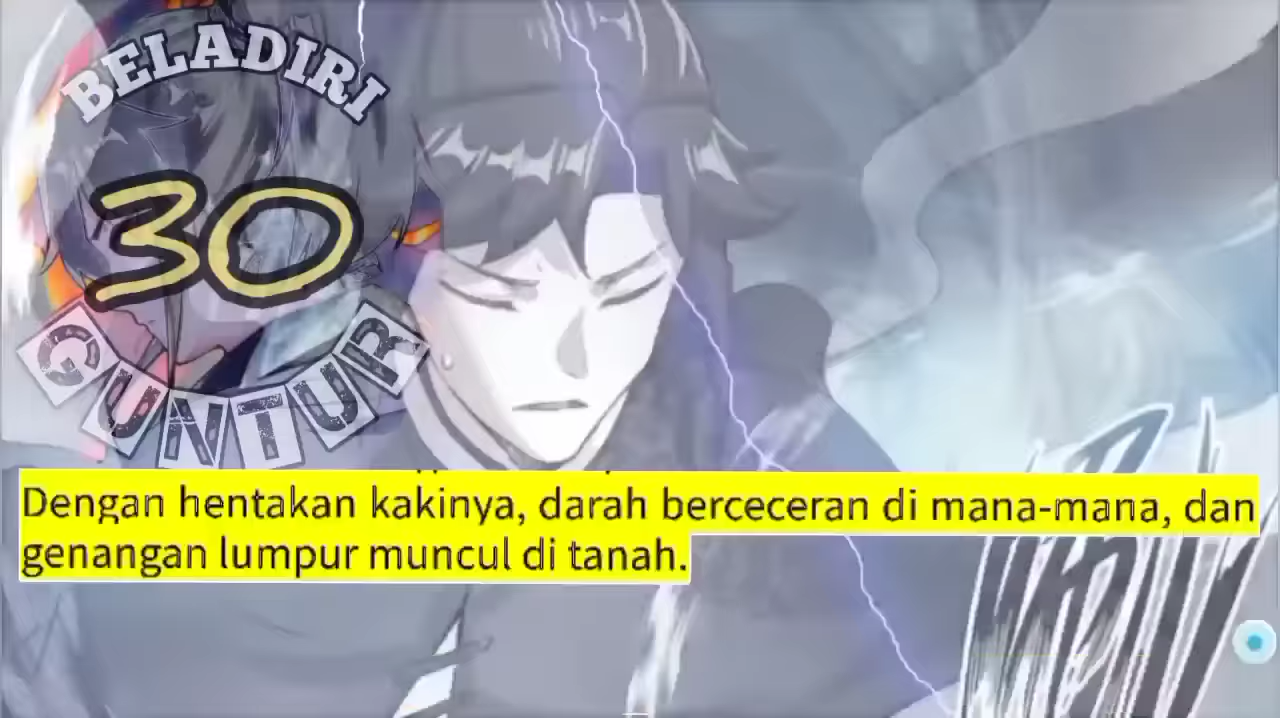 BELADIRI
30
GUNTUR
Dengan hentakan kakinya, darah berceceran di mana-mana, dan
genangan lumpur muncul di tanah.